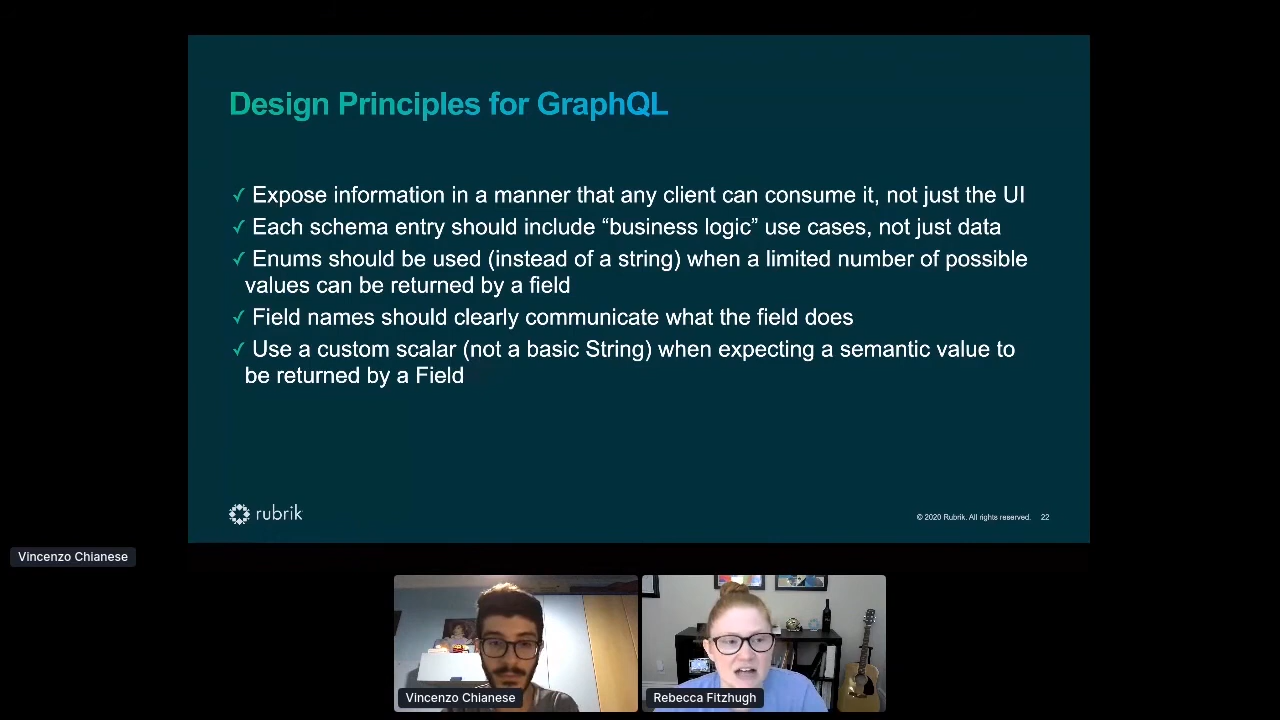 Design Principles for GraphQL
✓ Expose information in a manner that any client can consume it, not just the UI
✓ Each schema entry should include “business logic” use cases, not just data
✓ Enums should be used (instead of a string) when a limited number of possible
values can be returned by a field
✓ Field names should clearly communicate what the field does
✓ Use a custom scalar (not a basic String) when expecting a semantic value to
be returned by a Field
rubrik
© 2020 Rubrik. All rights reserved. 22
Vincenzo Chianese
Vincenzo Chianese
Rebecca Fitzhugh